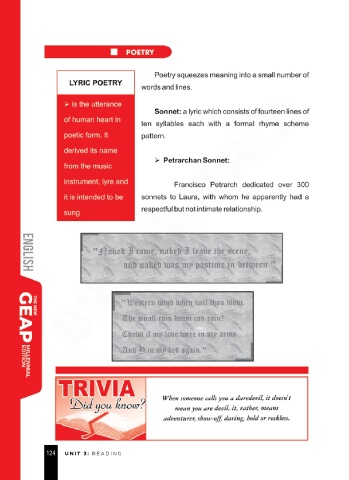 POETRY
LYRIC POETRY
➢ is the utterance
of human heart in
poetic form. It
derived its name
from the music
instrument, lyre and
it is intended to be
sung
Poetry squeezes meaning into a small number of
words and lines.
Sonnet: a lyric which consists of fourteen lines of
ten syllables each with a formal rhyme scheme
pattern.
➢ Petrarchan Sonnet:
Francisco Petrarch dedicated over 300
sonnets to Laura, with whom he apparently had a
respectful but not intimate relationship.
"Naked I came, naked I leave the scene,
and naked was my pastime in between."
"Western wind when will thou blow,
The small rain down can rain?
Christ if my love were in my arms
And I in my bed again."
ENGLISH
THE NEW
GEAP
MILLENNIAL
EDITION
TRIVIA
Did you know?
When someone calls you a daredevil, it doesn't
mean you are devil, it, rather, means
adventurer, show-off, daring, bold or reckless.
124 UNIT 3: READING